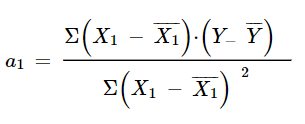 a₁ = Σ(X₁ − X̅₁)·(Y₋ Y̅) / Σ(X₁ − X̅₁)²